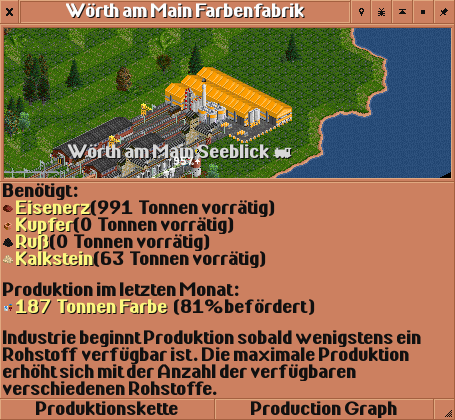 Wörth am Main Farbenfabrik
Wörth am Main Seeblick
Benötigt:
Eisenerz(991 Tonnen vorrätig)
Kupfer(0 Tonnen vorrätig)
Ruß(0 Tonnen vorrätig)
Kalkstein(63 Tonnen vorrätig)
Produktion im letzten Monat:
187 Tonnen Farbe (81% befördert)
Industrie beginnt Produktion sobald wenigstens ein
Rohstoff verfügbar ist. Die maximale Produktion
erhöht sich mit der Anzahl der verfügbaren
verschiedenen Rohstoffe.
Produktionskette
Production Graph